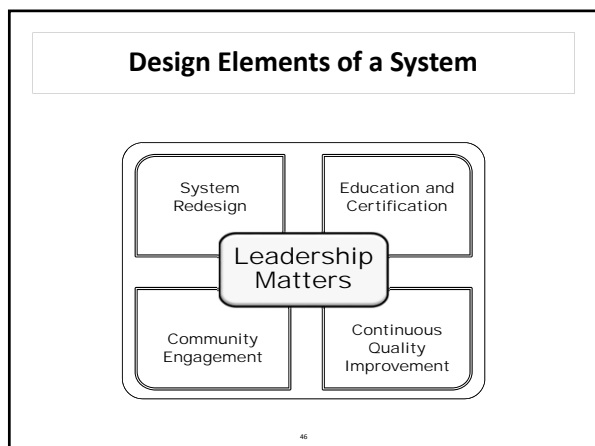 Design Elements of a System
System
Redesign
Education and
Certification
Leadership
Matters
Community
Engagement
Continuous
Quality
Improvement
46